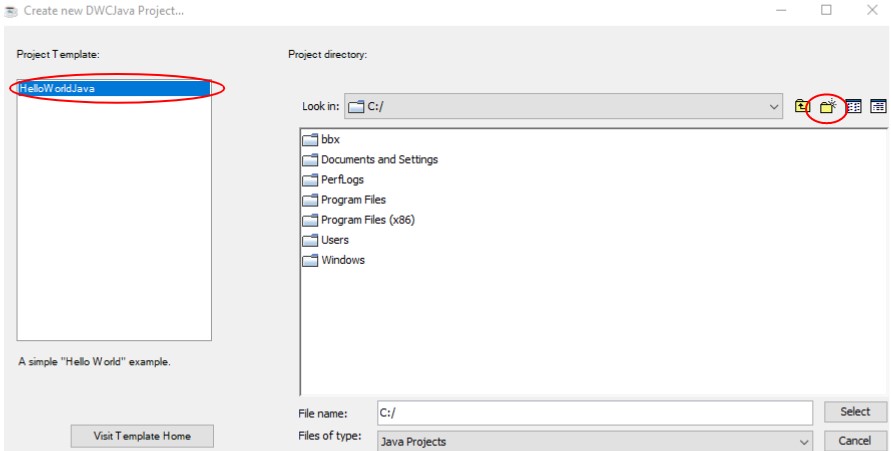 Create new DWCJava Project...
Project Template:
Project directory:
HelloWorldJava
Look in: C:/
bbx
Documents and Settings
PerfLogs
Program Files
Program Files (x86)
Users
Windows
A simple "Hello World" example.
File name: C:/ Select
Visit Template Home
Files of type: Java Projects Cancel